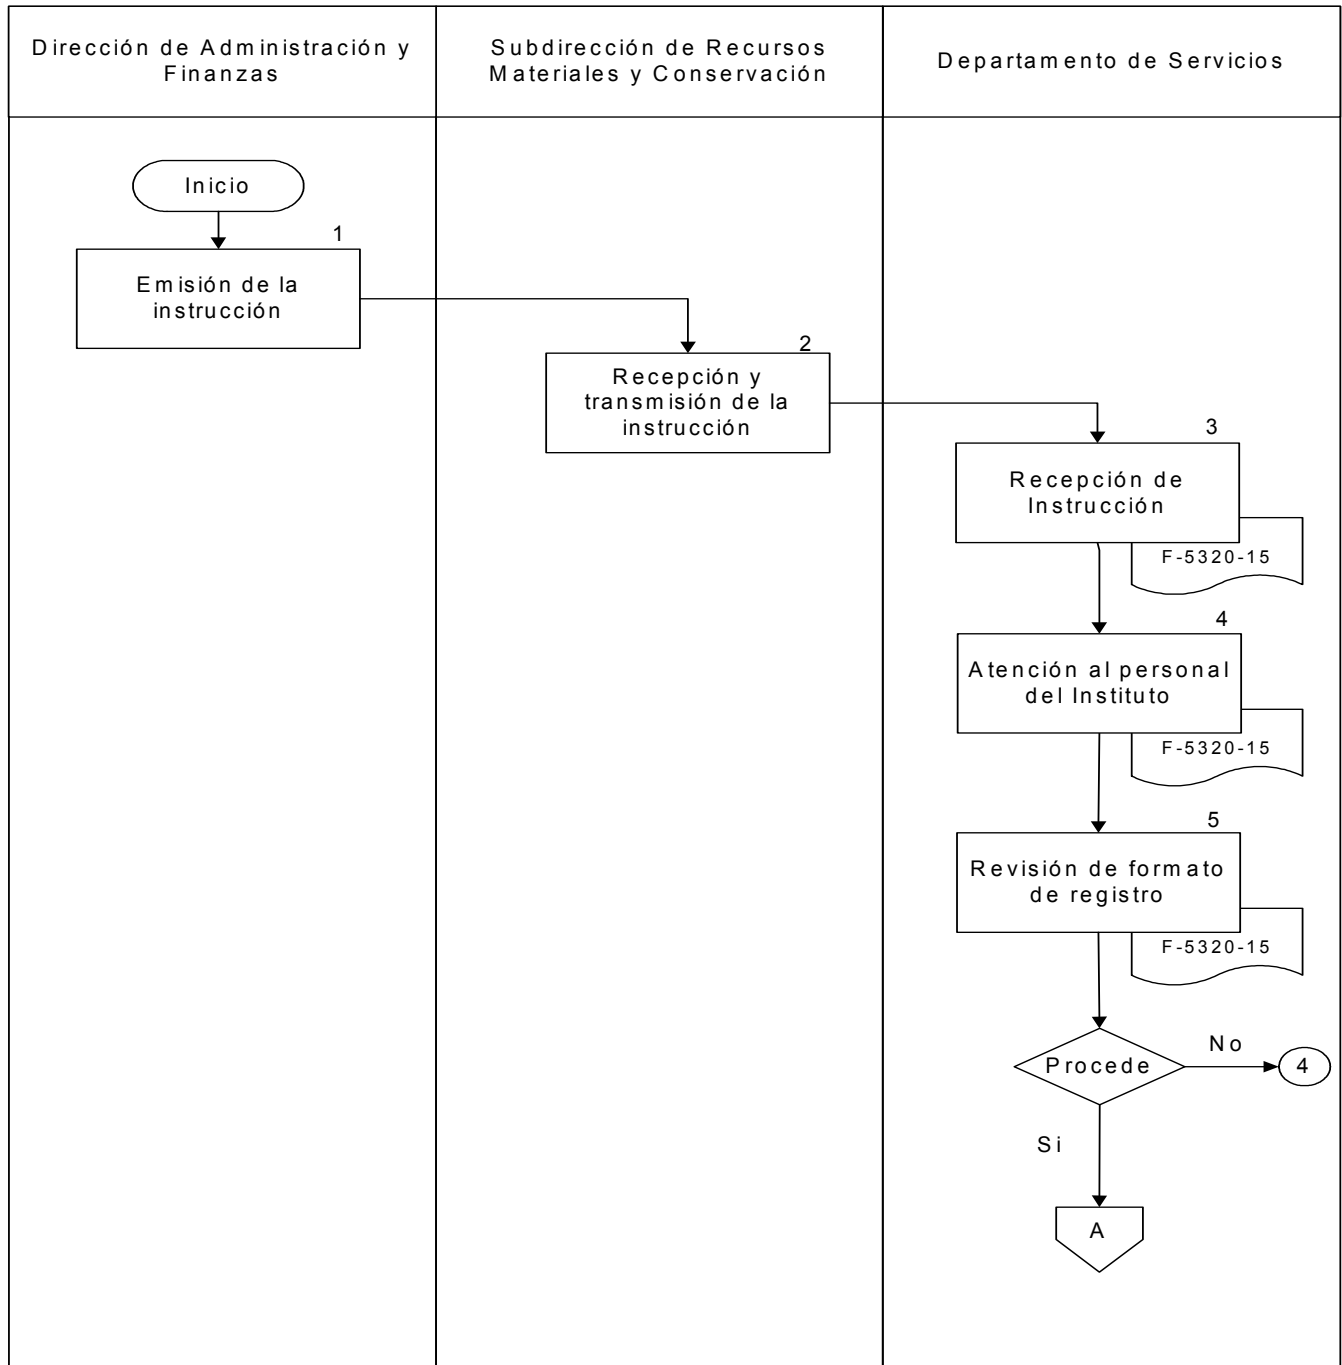 Dirección de Administración y
Finanzas
Subdirección de Recursos
Materiales y Conservación
Departamento de Servicios
Inicio
1
Emisión de la
instrucción
2
Recepción y
transmisión de la
instrucción
3
Recepción de
Instrucción
F-5320-15
4
Atención al personal
del Instituto
F-5320-15
5
Revisión de formato
de registro
F-5320-15
Procede
No
4
Si
A